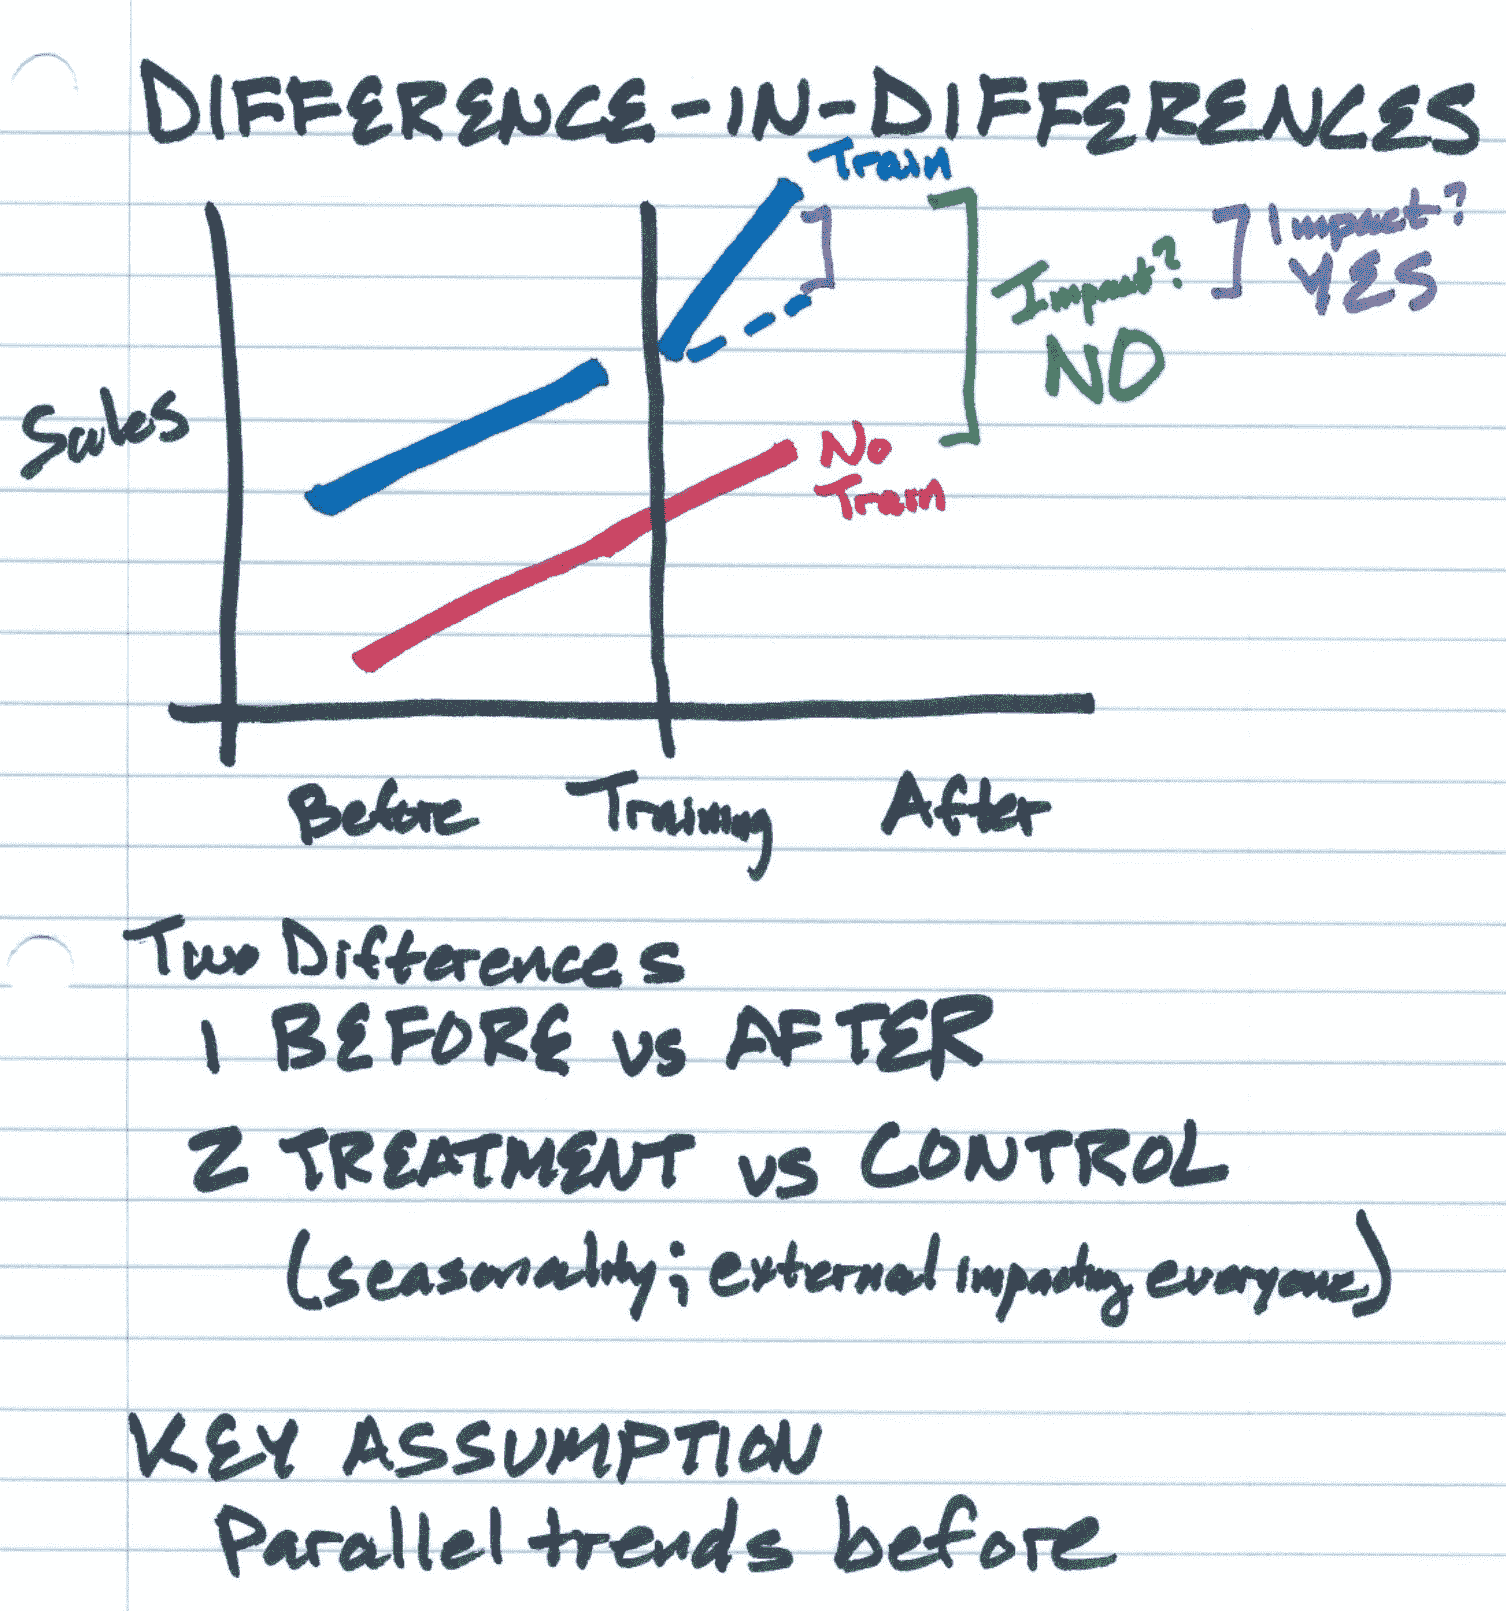 DIFFERENCE-IN-DIFFERENCES
Train
Impact?
YES
Impact?
NO
Sales
No
Train
Before Training After
Two Differences
1 BEFORE vs AFTER
2 TREATMENT vs CONTROL
(seasonality; external impacting everyone)
KEY ASSUMPTION
Parallel trends before